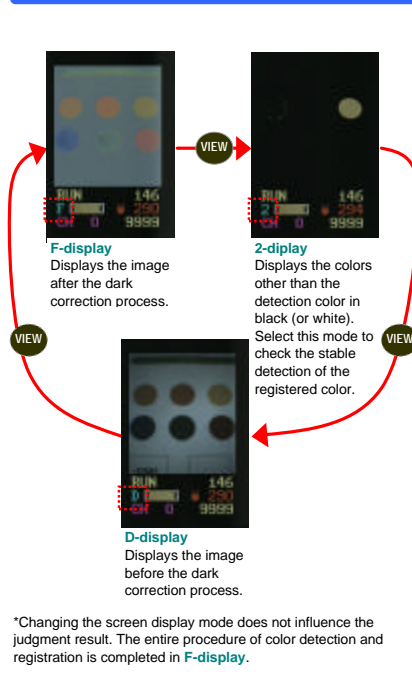 VIEW
RUN 146
F 290
CH 0 9999
RUN 146
2 294
CH 0 9999
F-display
Displays the image
after the dark
correction process.
2-diplay
Displays the colors
other than the
detection color in
black (or white).
Select this mode to
check the stable
detection of the
registered color.
VIEW
VIEW
RUN 146
D 290
CH 0 9999
D-display
Displays the image
before the dark
correction process.
*Changing the screen display mode does not influence the
judgment result. The entire procedure of color detection and
registration is completed in F-display.